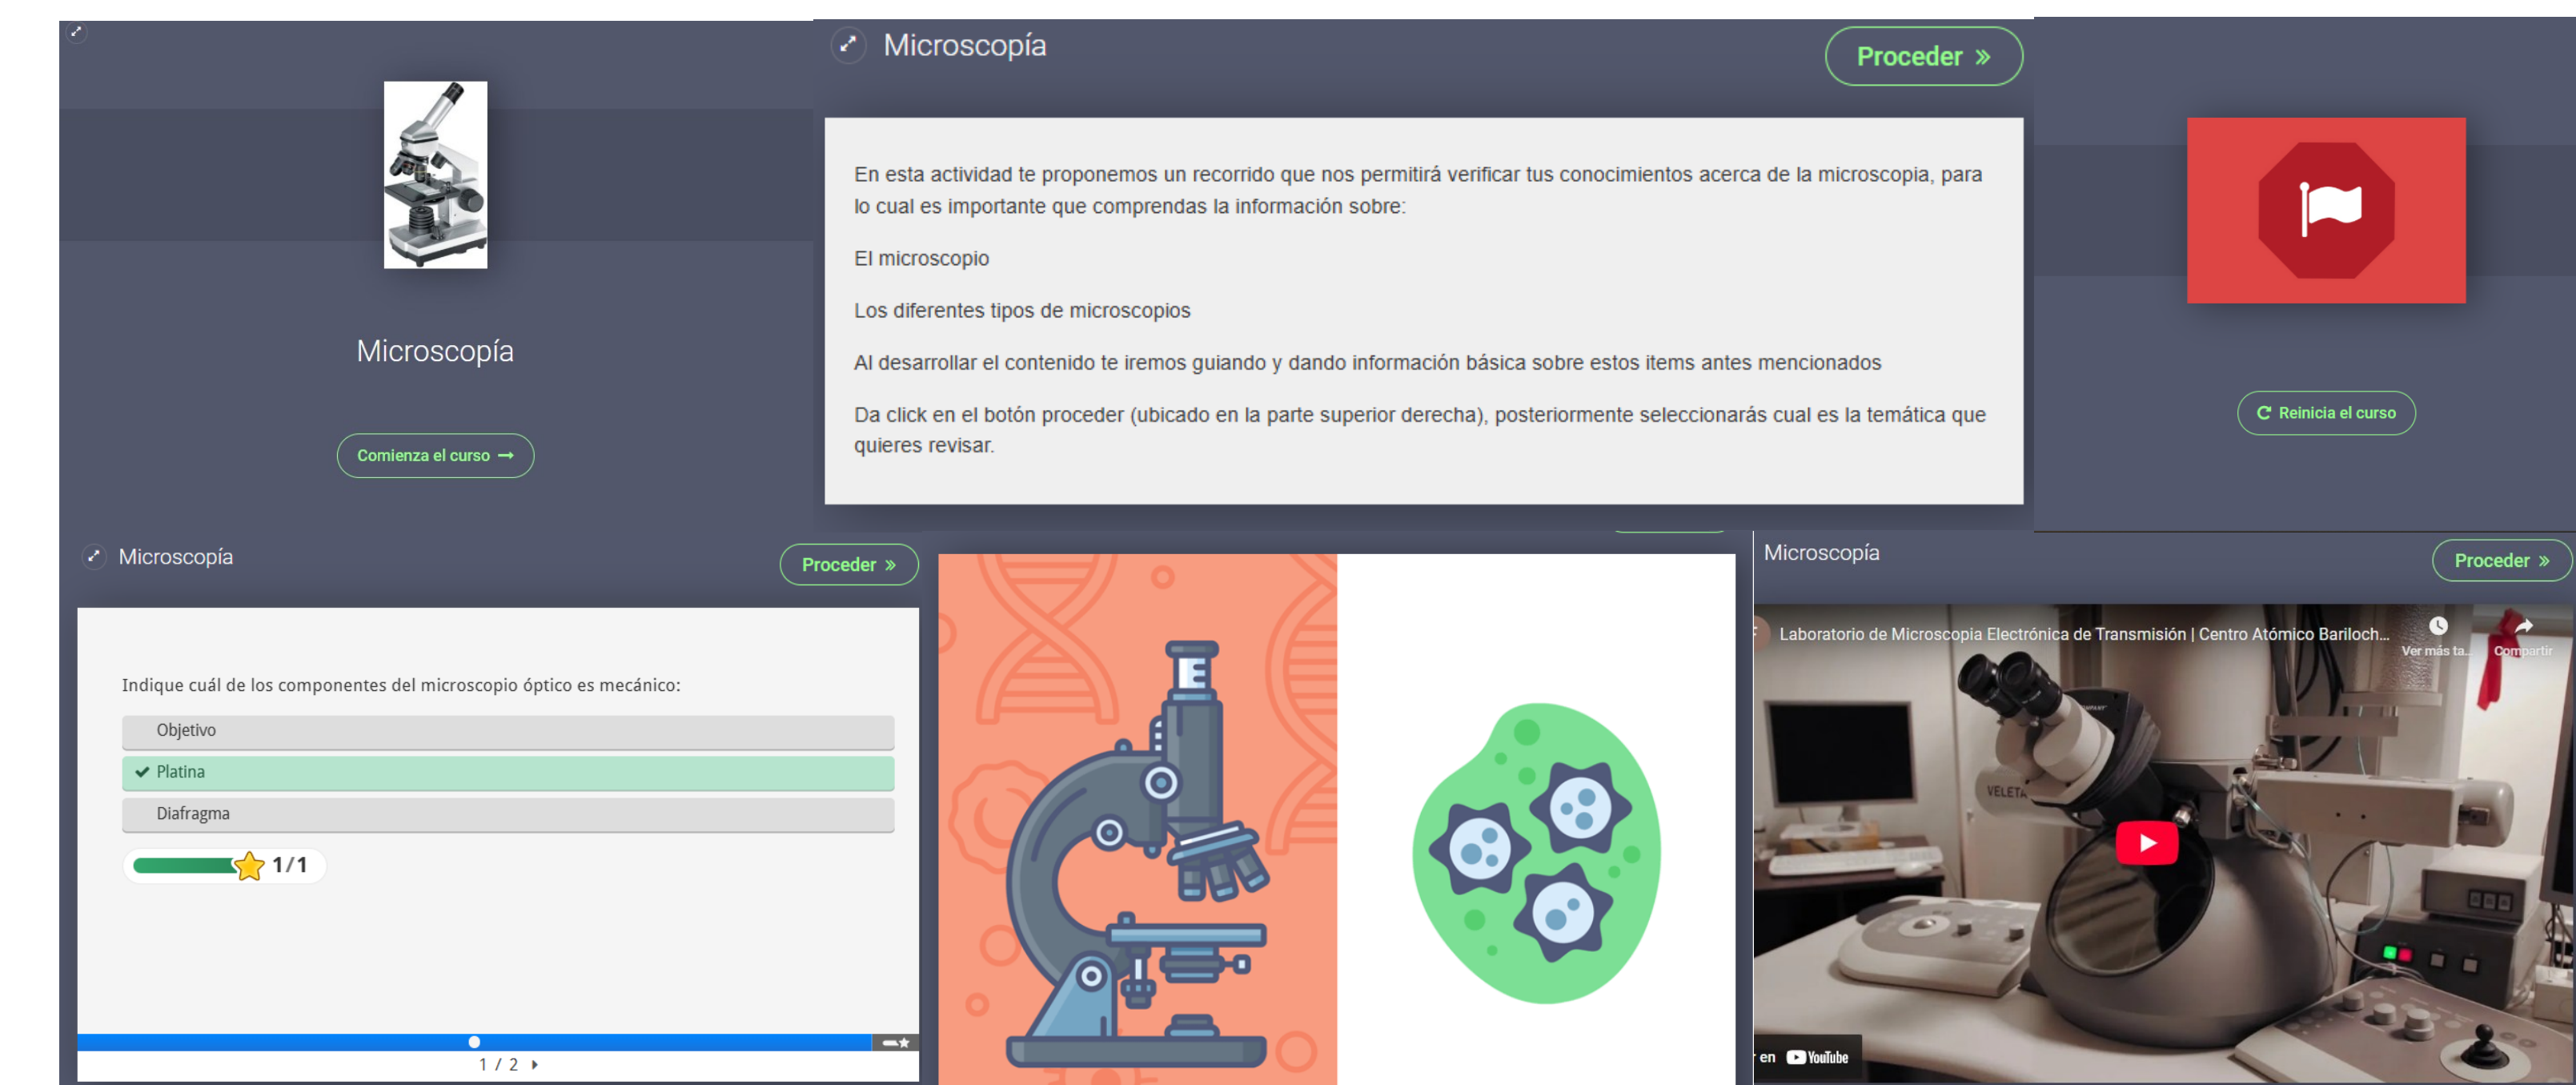 Microscopía
Comienza el curso
Microscopía
Proceder »
En esta actividad te proponemos un recorrido que nos permitirá verificar tus conocimientos acerca de la microscopia, para
lo cual es importante que comprendas la información sobre:
El microscopio
Los diferentes tipos de microscopios
Al desarrollar el contenido te iremos guiando y dando información básica sobre estos items antes mencionados
Da click en el botón proceder (ubicado en la parte superior derecha), posteriormente seleccionarás cual es la temática que
quieres revisar.
Reinicia el curso
Microscopía
Proceder »
Indique cuál de los componentes del microscopio óptico es mecánico:
Objetivo
Platina
Diafragma
1/1
1 / 2
Microscopía
Proceder »
Laboratorio de Microscopia Electrónica de Transmisión | Centro Atómico Bariloch...
Ver más ta...
Compartir
VELETA
en YouTube